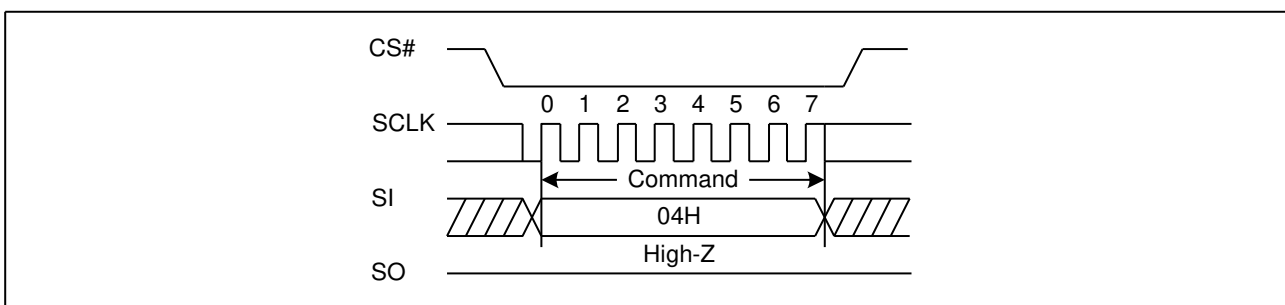 CS#
0 1 2 3 4 5 6 7
SCLK
Command
SI
04H
High-Z
SO